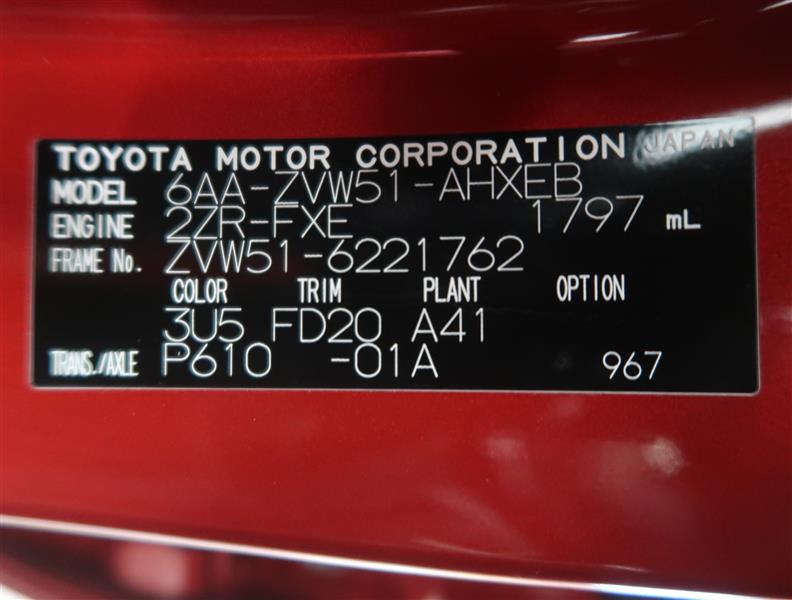 TOYOTA MOTOR CORPORATION JAPAN
MODEL 6AA-ZVW51-AHXEB
ENGINE 2ZR-FXE 1797 mL
FRAME No. ZVW51-6221762
COLOR TRIM PLANT OPTION
3U5 FD20 A41
TRANS./AXLE P610 -01A 967